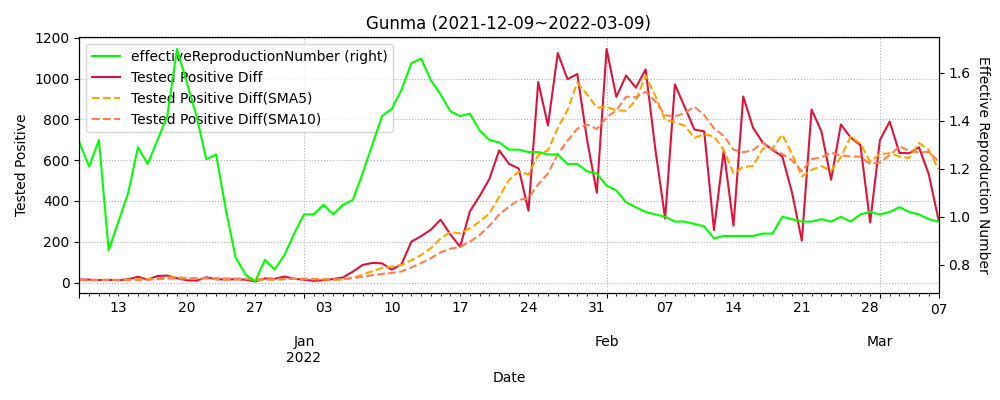 Gunma (2021-12-09~2022-03-09)
effectiveReproductionNumber (right)
Tested Positive Diff
Tested Positive Diff(SMA5)
Tested Positive Diff(SMA10)
Tested Positive
1200
1000
800
600
400
200
0
Effective Reproduction Number
1.6
1.4
1.2
1.0
0.8
13 20 27 03 10 17 24 31 07 14 21 28 07
Jan Feb Mar
2022
Date